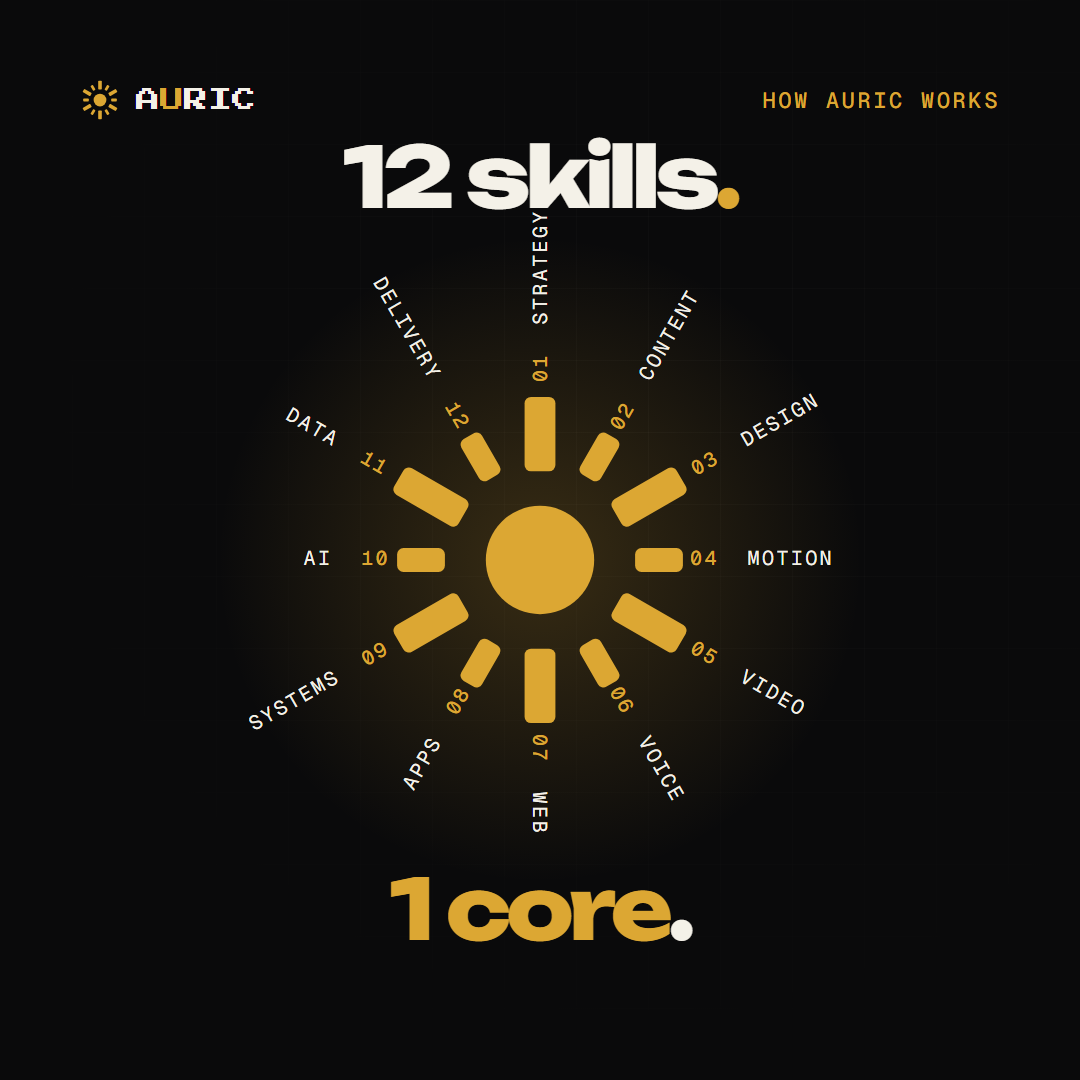 AURIC
HOW AURIC WORKS
12 skills.
01 STRATEGY
02 CONTENT
03 DESIGN
04 MOTION
05 VIDEO
06 VOICE
07 WEB
08 APPS
09 SYSTEMS
10 AI
11 DATA
12 DELIVERY
1 core.